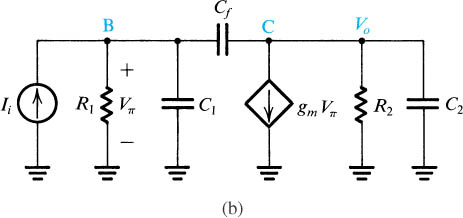 C_f
B C V_o
+
I_i R_1 V_π C_1 g_m V_π R_2 C_2
−
(b)